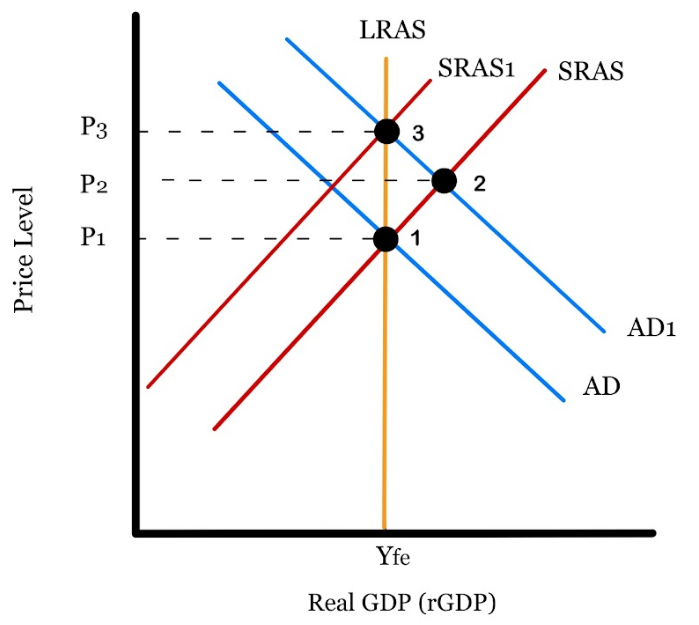 LRAS
SRAS1
SRAS
P3
3
P2
2
P1
1
Price Level
AD1
AD
Yfe
Real GDP (rGDP)